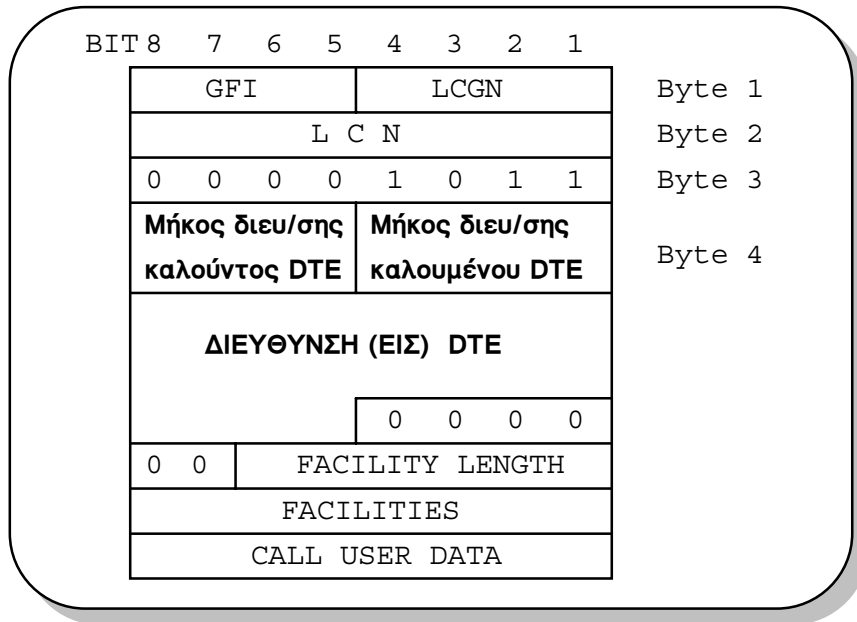 BIT 8 7 6 5 4 3 2 1
GFI LCGN Byte 1
L C N Byte 2
0 0 0 0 1 0 1 1 Byte 3
Μήκος διευ/σης Μήκος διευ/σης
καλούντος DTE καλουμένου DTE Byte 4
ΔΙΕΥΘΥΝΣΗ (ΕΙΣ) DTE
0 0 0 0
0 0 FACILITY LENGTH
FACILITIES
CALL USER DATA